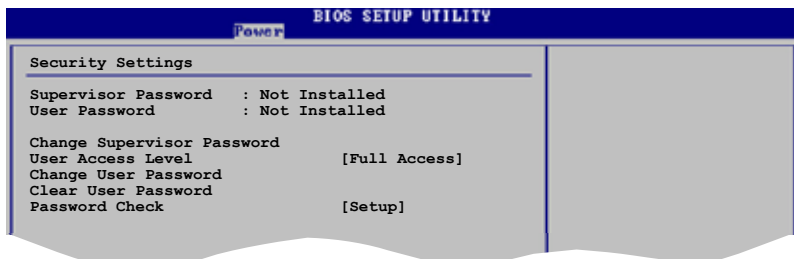 BIOS SETUP UTILITY
Power
Security Settings
Supervisor Password : Not Installed
User Password : Not Installed
Change Supervisor Password
User Access Level [Full Access]
Change User Password
Clear User Password
Password Check [Setup]